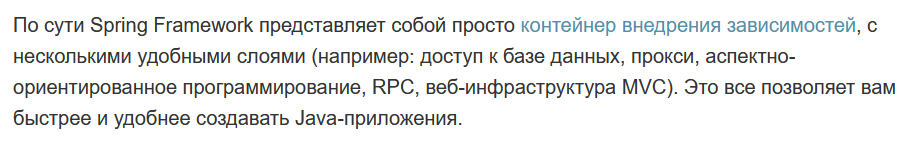 По сути Spring Framework представляет собой просто контейнер внедрения зависимостей, с
несколькими удобными слоями (например: доступ к базе данных, прокси, аспектно-
ориентированное программирование, RPC, веб-инфраструктура MVC). Это все позволяет вам
быстрее и удобнее создавать Java-приложения.